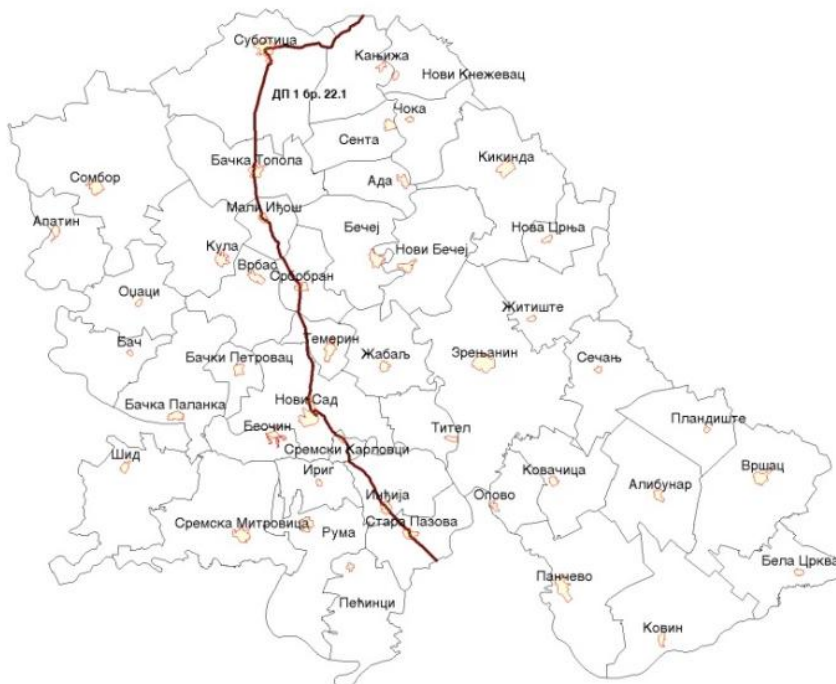 Суботица
Кањижа
Нови Кнежевац
ДП 1 бр. 22.1
Чока
Сента
Бачка Топола
Кикинда
Сомбор
Ада
Мали Иђош
Апатин
Бечеј
Нова Црња
Кула
Нови Бечеј
Врбас
Србобран
Оџаци
Житиште
Темерин
Бач
Зрењанин
Бачки Петровац
Жабаљ
Сечањ
Нови Сад
Бачка Паланка
Пландиште
Беочин
Тител
Сремски Карловци
Шид
Ириг
Ковачица
Вршац
Алибунар
Инђија
Опово
Сремска Митровица
Стара Пазова
Рума
Бела Црква
Панчево
Пећинци
Ковин